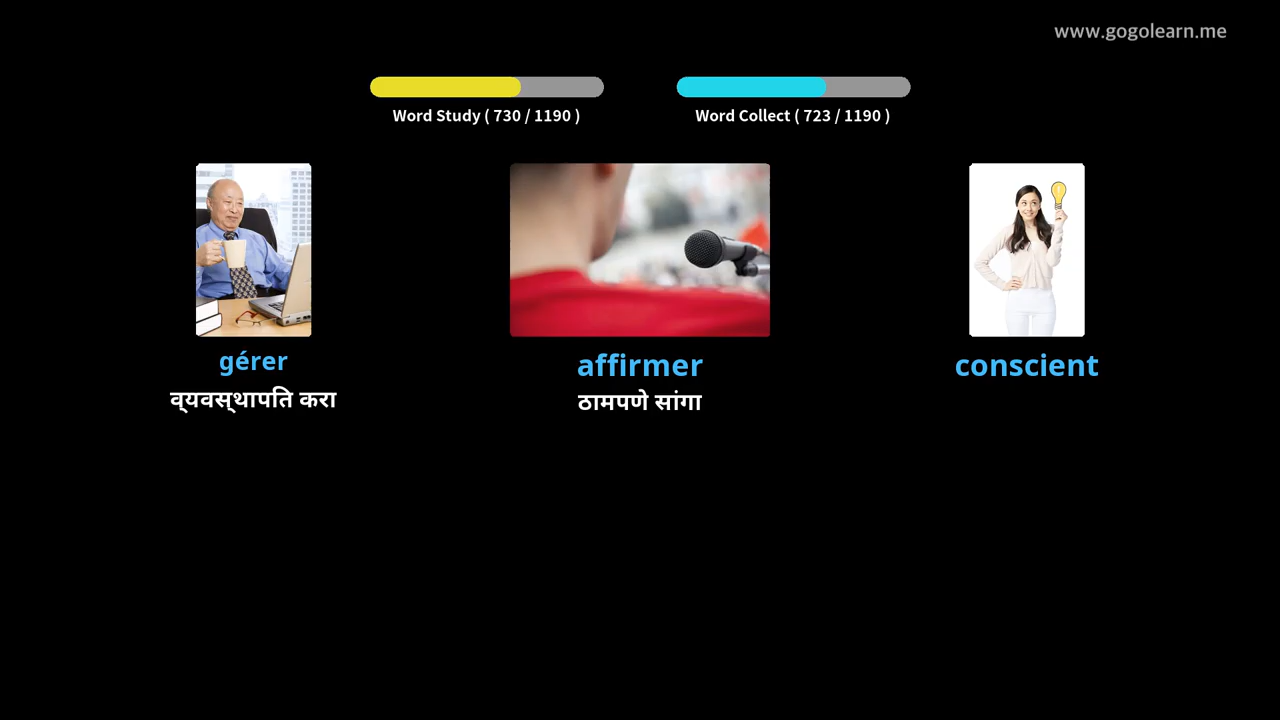 www.gogolearn.me
Word Study ( 730 / 1190 )
Word Collect ( 723 / 1190 )
gérer
affirmer
conscient
व्यवस्थापति करा
ठामपणे सांगा